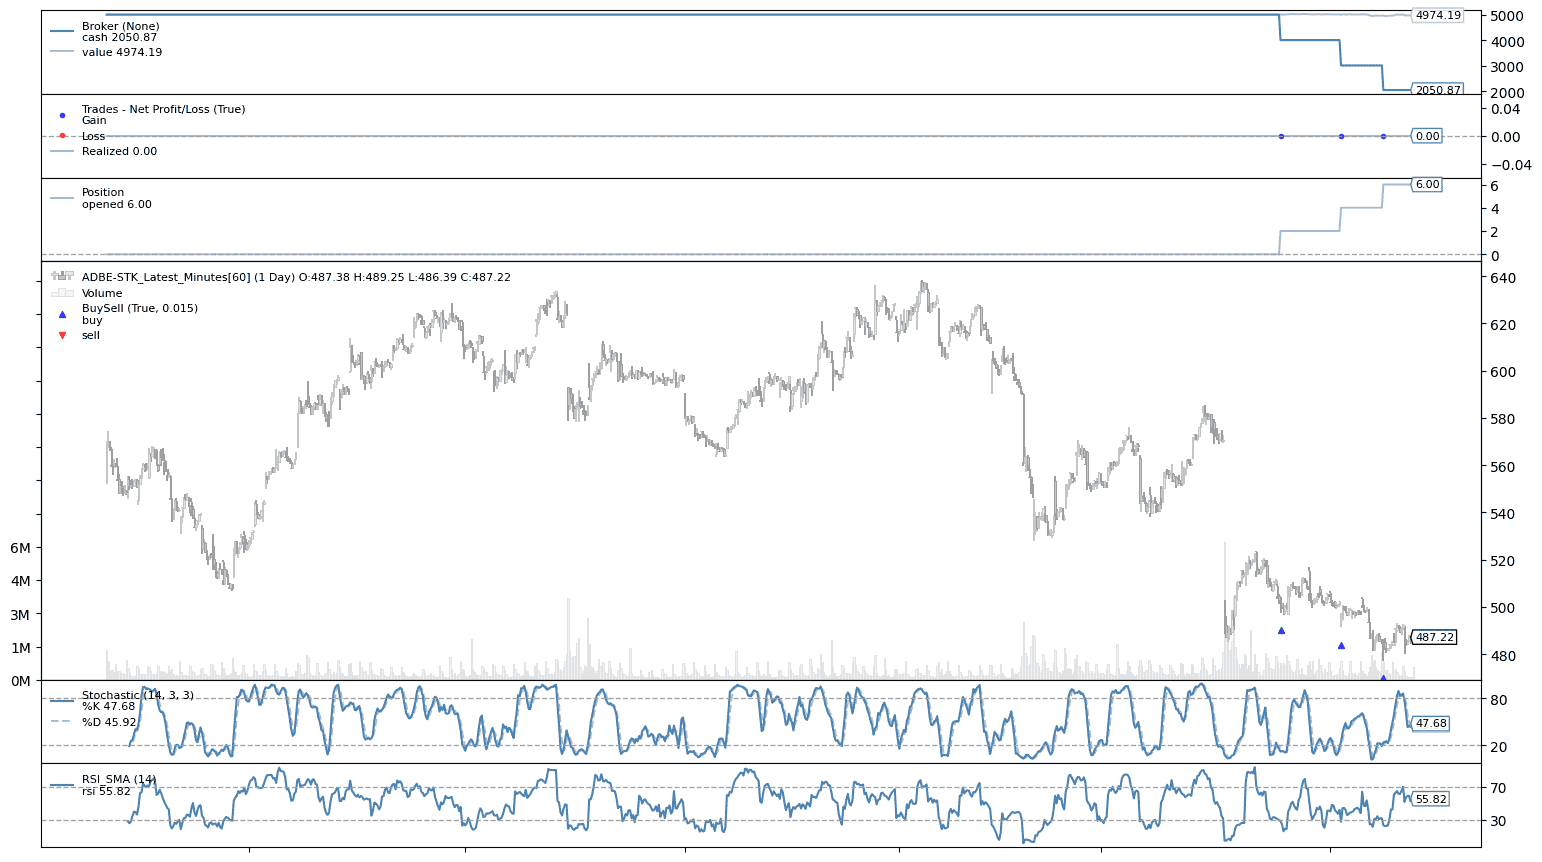 Broker (None)
cash 2050.87
value 4974.19
4974.19
5000
4000
3000
2000
2050.87
Trades - Net Profit/Loss (True)
Gain
Loss
Realized 0.00
0.04
0.00
0.00
−0.04
Position
opened 6.00
6.00
6
4
2
0
ADBE-STK_Latest_Minutes[60] (1 Day) O:487.38 H:489.25 L:486.39 C:487.22
Volume
BuySell (True, 0.015)
buy
sell
640
620
600
580
560
540
520
500
480
487.22
6M
4M
3M
1M
0M
Stochastic (14, 3, 3)
%K 47.68
%D 45.92
80
47.68
20
RSI_SMA (14)
rsi 55.82
70
55.82
30